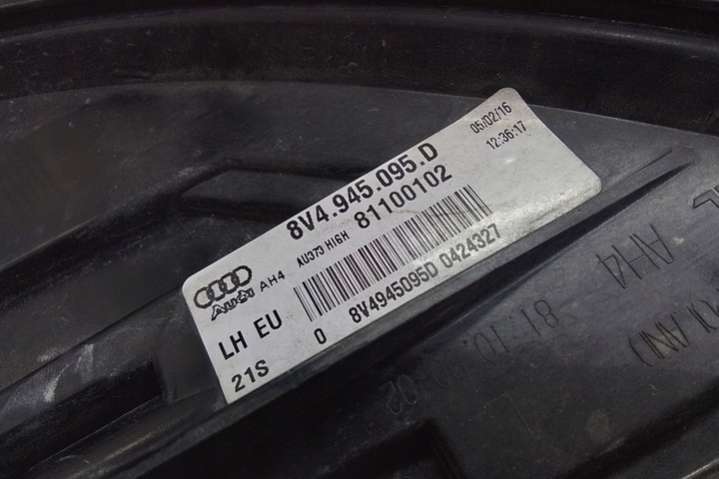 8V4.945.095.D
05/02/16
12:36:17
AU373 HIGH 81100102
Audi AH4
8V4945095D 0424327
LH EU 0
21S
AH4